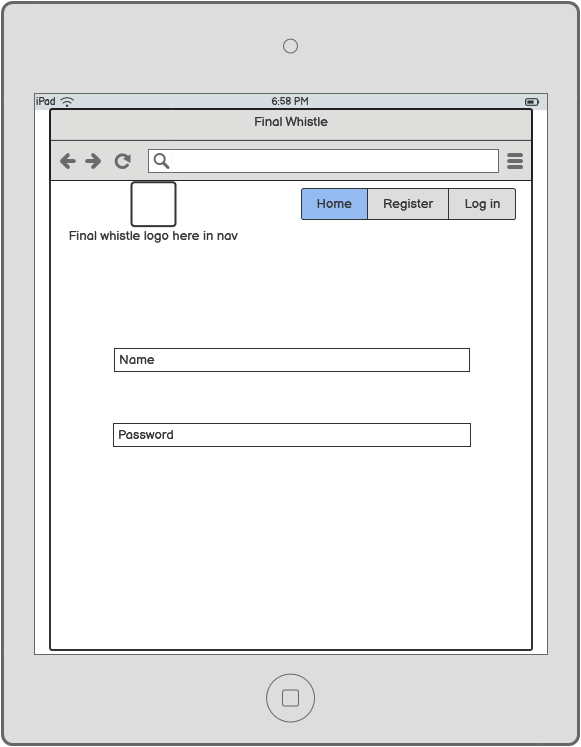 iPad 6:58 PM
Final Whistle
Home Register Log in
Final whistle logo here in nav
Name
Password